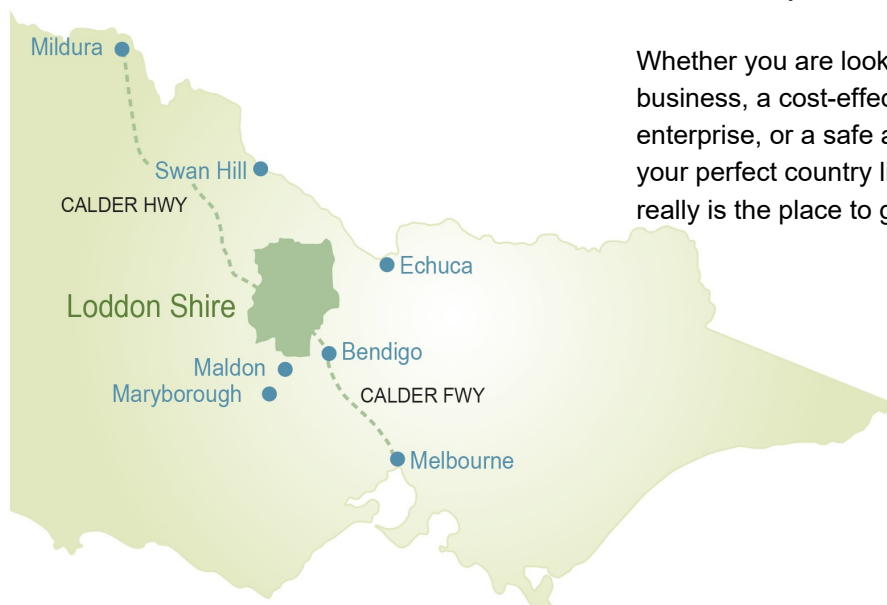 Whether you are look
business, a cost-effec
enterprise, or a safe a
your perfect country li
really is the place to g
Mildura
Swan Hill
CALDER HWY
Echuca
Loddon Shire
Bendigo
Maldon
Maryborough
CALDER FWY
Melbourne